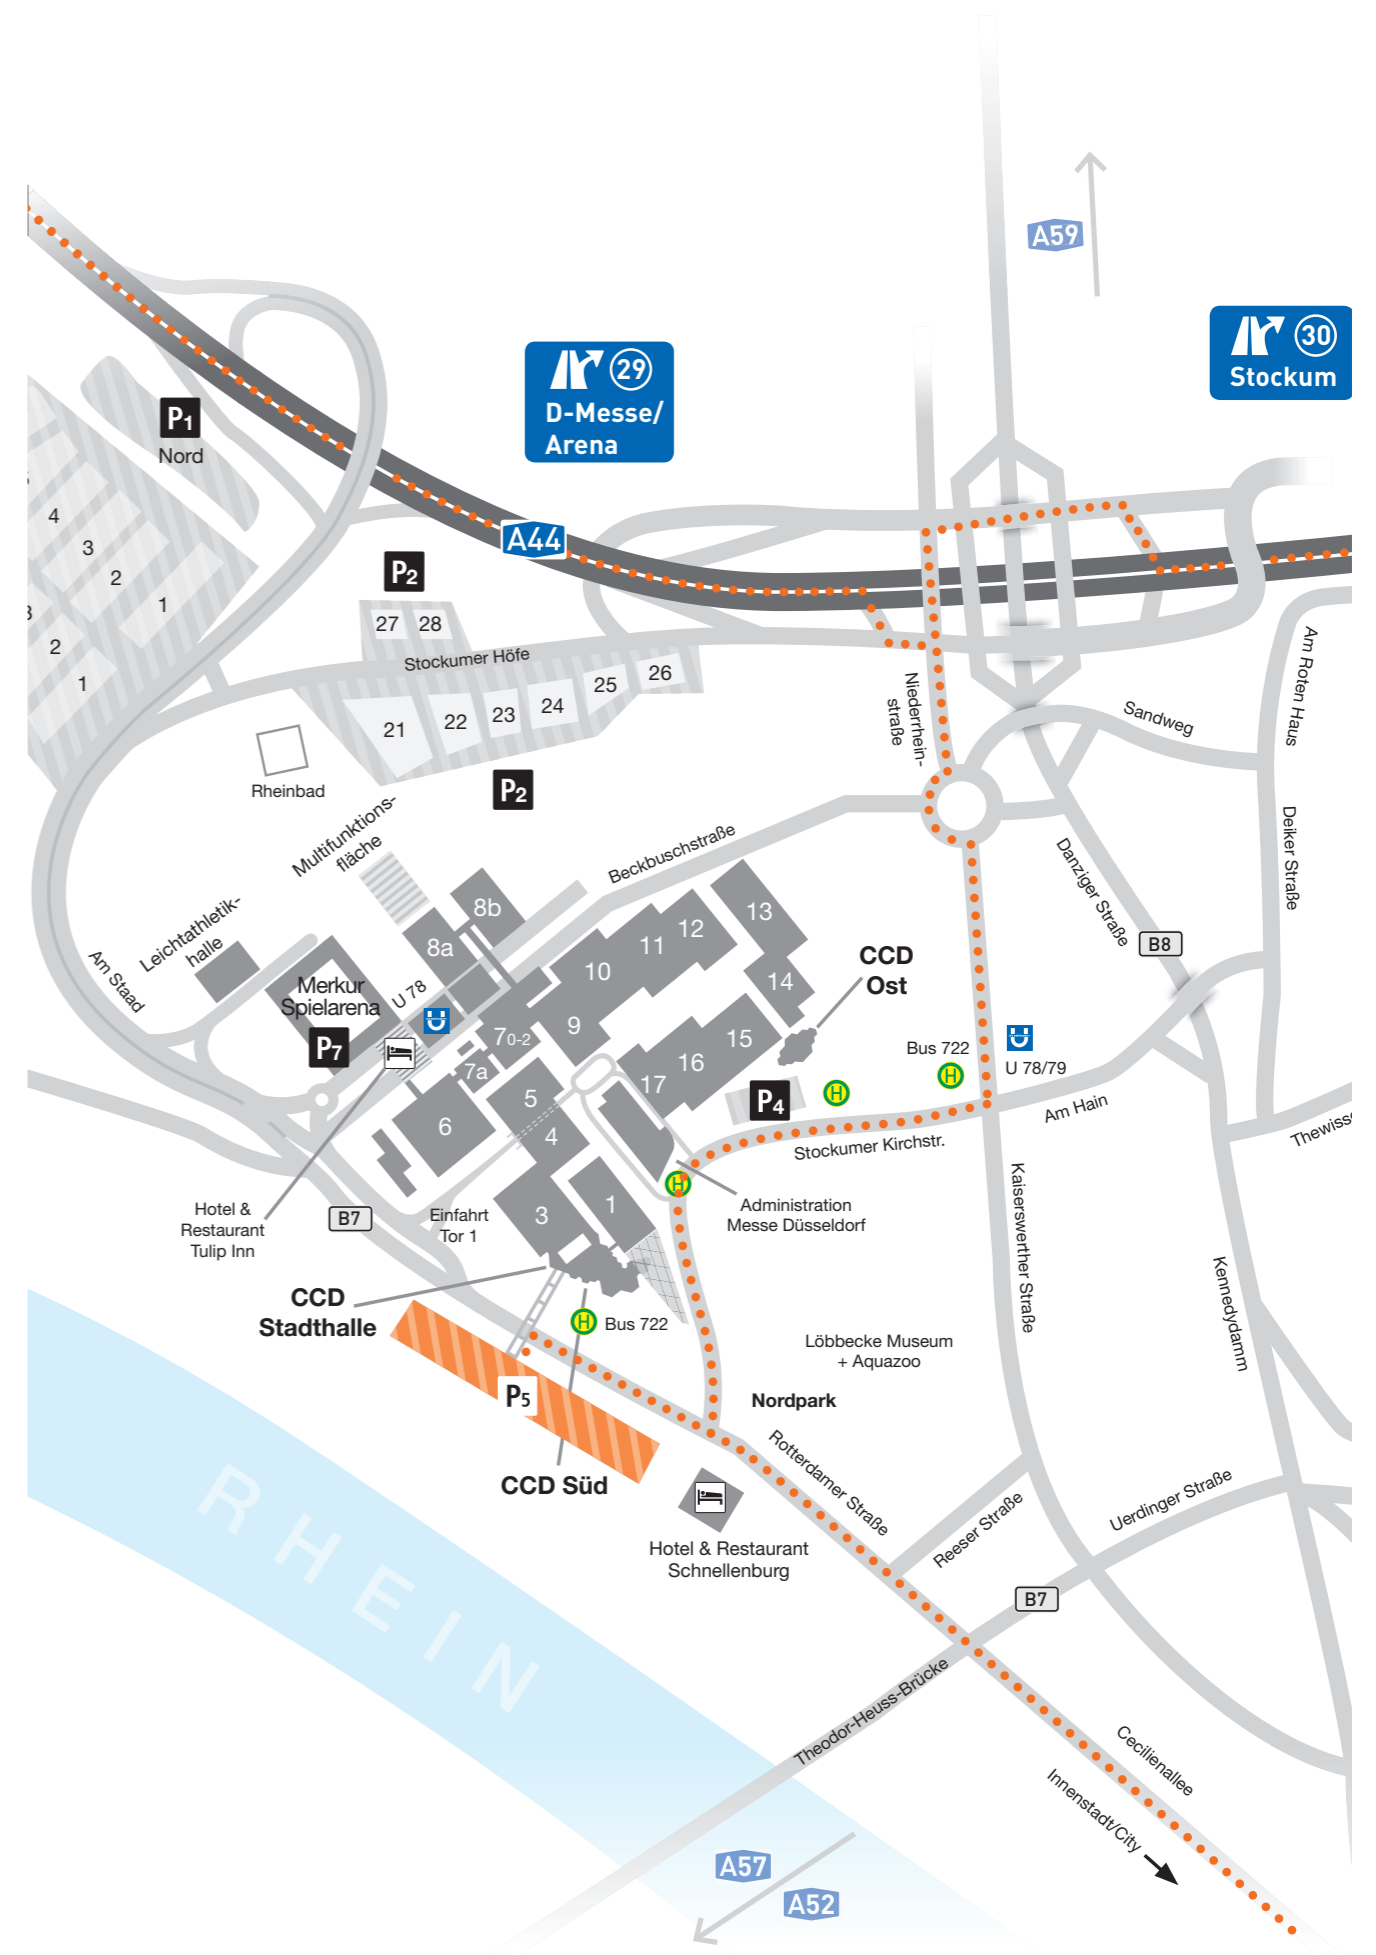 A59
30
Stockum
29
D-Messe/
Arena
P1
Nord
4
3
2
1
2
1
A44
P2
27
28
Stockumer Höfe
21
22
23
24
25
26
P2
Rheinbad
Niederrhein-
straße
Sandweg
Am Roten Haus
Deiker Straße
Danziger Straße
B8
Multifunktions-
fläche
Beckbuschstraße
Leichtathletik-
halle
Am Staad
Merkur
Spielarena
P7
U 78
8b
8a
13
12
11
10
14
9
70-2
7a
15
16
17
5
6
4
3
1
CCD
Ost
Bus 722
H
H
U 78/79
P4
Am Hain
Thewiss
Stockumer Kirchstr.
H
Administration
Messe Düsseldorf
Kaiserswerther Straße
Kennedydamm
Hotel &
Restaurant
Tulip Inn
B7
Einfahrt
Tor 1
CCD
Stadthalle
H
Bus 722
P5
CCD Süd
Löbbecke Museum
+ Aquazoo
Nordpark
Rotterdamer Straße
Reeser Straße
Uerdinger Straße
B7
Hotel & Restaurant
Schnellenburg
RHEIN
Theodor-Heuss-Brücke
Cecilienallee
Innenstadt/City
A57
A52